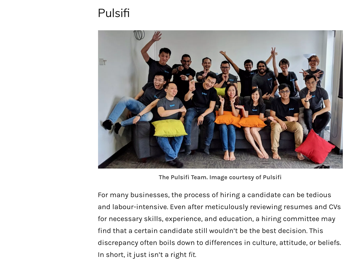 Pulsifi
The Pulsifi Team. Image courtesy of Pulsifi
For many businesses, the process of hiring a candidate can be tedious
and labour-intensive. Even after meticulously reviewing resumes and CVs
for necessary skills, experience, and education, a hiring committee may
find that a certain candidate still wouldn't be the best decision. This
discrepancy often boils down to differences in culture, attitude, or beliefs.
In short, it just isn't a right fit.